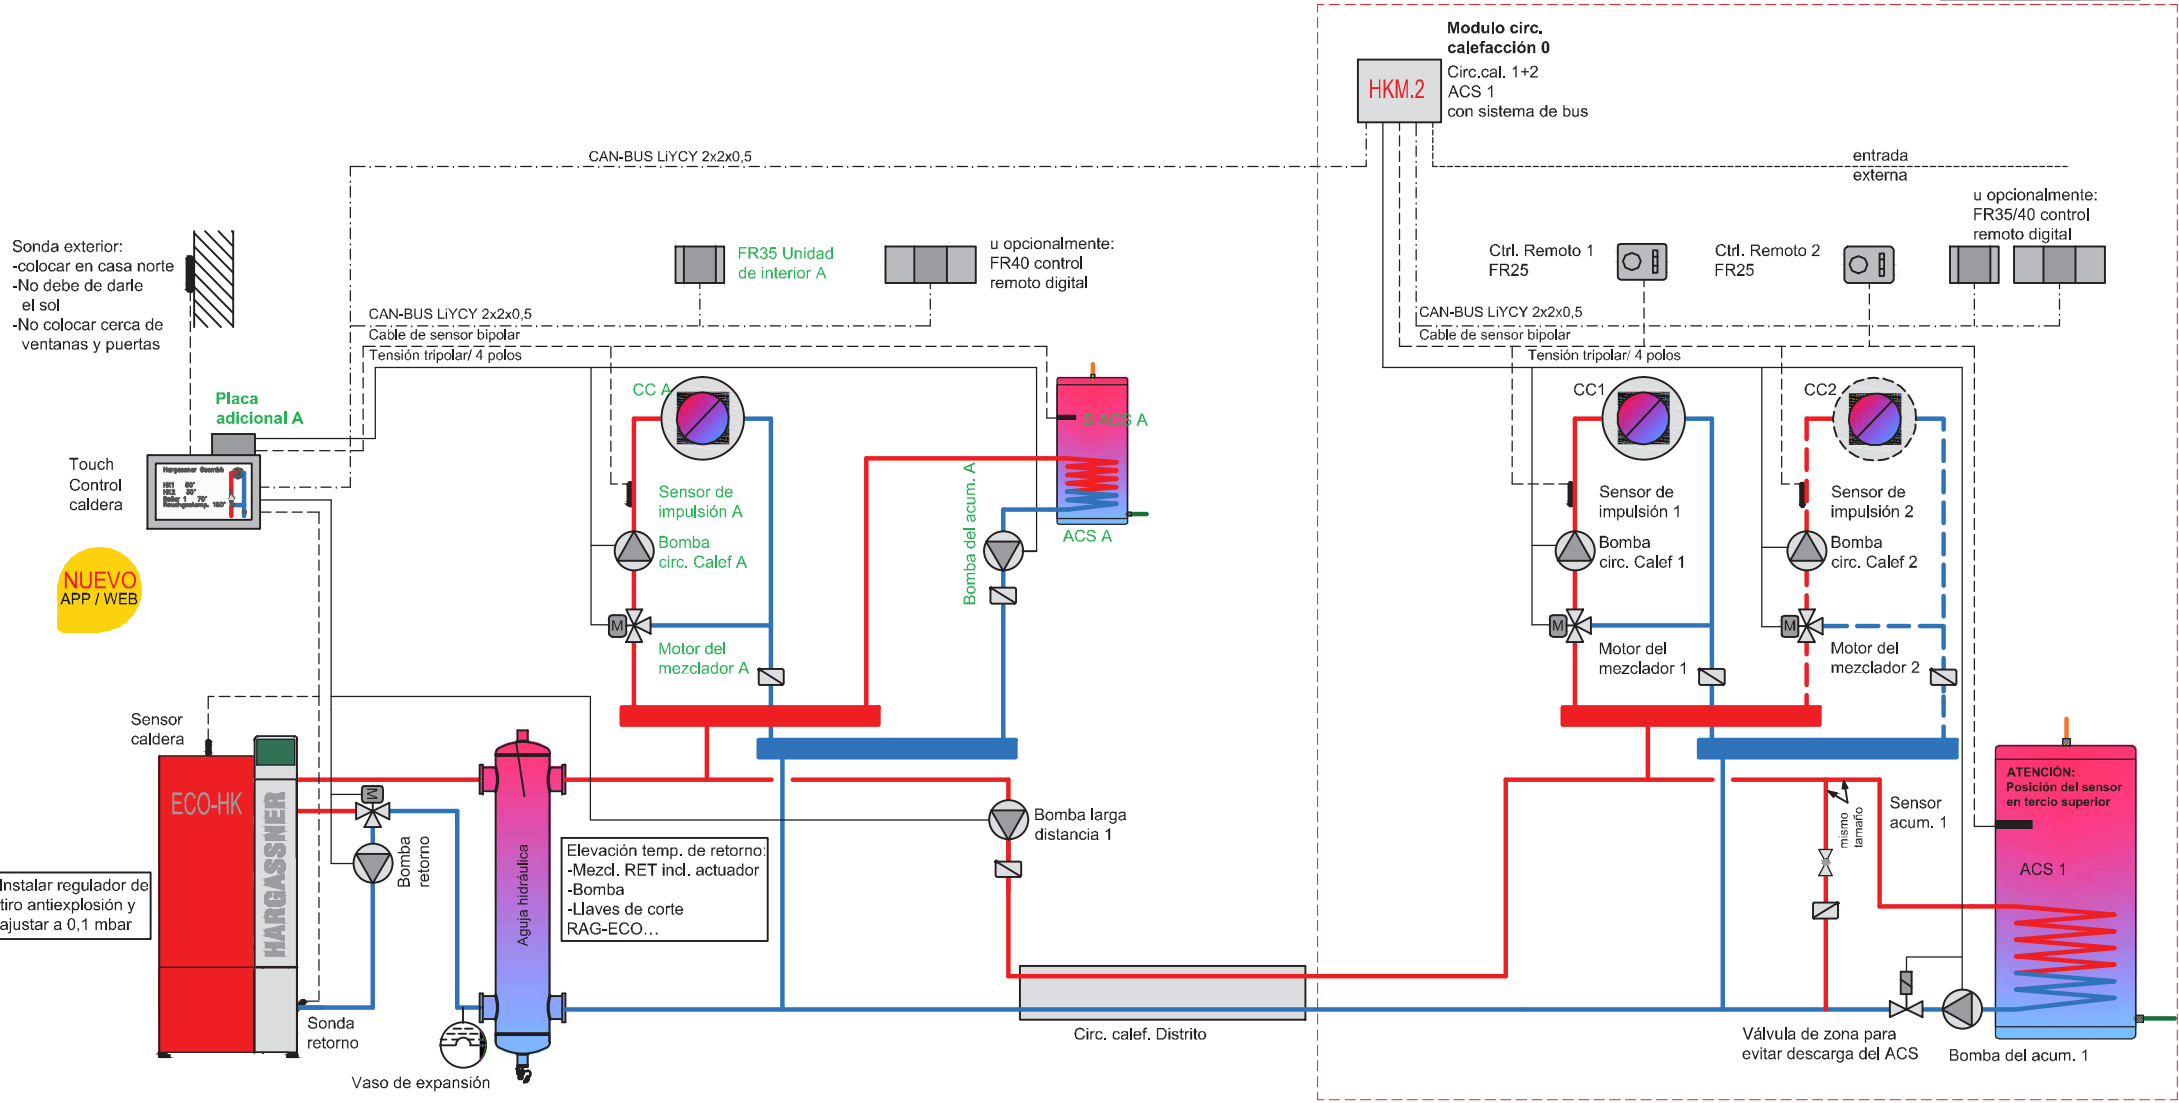 Modulo circ.
calefacción 0
HKM.2
Circ.cal. 1+2
ACS 1
con sistema de bus
CAN-BUS LiYCY 2x2x0,5
entrada
externa
Sonda exterior:
-colocar en casa norte
-No debe de darle
el sol
-No colocar cerca de
ventanas y puertas
FR35 Unidad
de interior A
u opcionalmente:
FR40 control
remoto digital
Ctrl. Remoto 1
FR25
Ctrl. Remoto 2
FR25
u opcionalmente:
FR35/40 control
remoto digital
CAN-BUS LiYCY 2x2x0,5
Cable de sensor bipolar
Tensión tripolar/ 4 polos
CAN-BUS LiYCY 2x2x0,5
Cable de sensor bipolar
Tensión tripolar/ 4 polos
Placa
adicional A
Touch
Control
caldera
NUEVO
APP / WEB
CC A
S ACS A
ACS A
Sensor de
impulsión A
Bomba
circ. Calef A
Motor del
mezclador A
Bomba del acum. A
M
CC1
Sensor de
impulsión 1
Bomba
circ. Calef 1
M
Motor del
mezclador 1
CC2
Sensor de
impulsión 2
Bomba
circ. Calef 2
M
Motor del
mezclador 2
Sensor
caldera
ECO-HK
HARGASSNER
M
Bomba
retorno
Instalar regulador de
tiro antiexplosión y
ajustar a 0,1 mbar
Sonda
retorno
Vaso de expansión
Aguja hidráulica
Elevación temp. de retorno:
-Mezcl. RET incl. actuador
-Bomba
-Llaves de corte
RAG-ECO...
Bomba larga
distancia 1
Circ. calef. Distrito
mismo
tamaño
Sensor
acum. 1
ATENCIÓN:
Posición del sensor
en tercio superior
ACS 1
Válvula de zona para
evitar descarga del ACS
Bomba del acum. 1